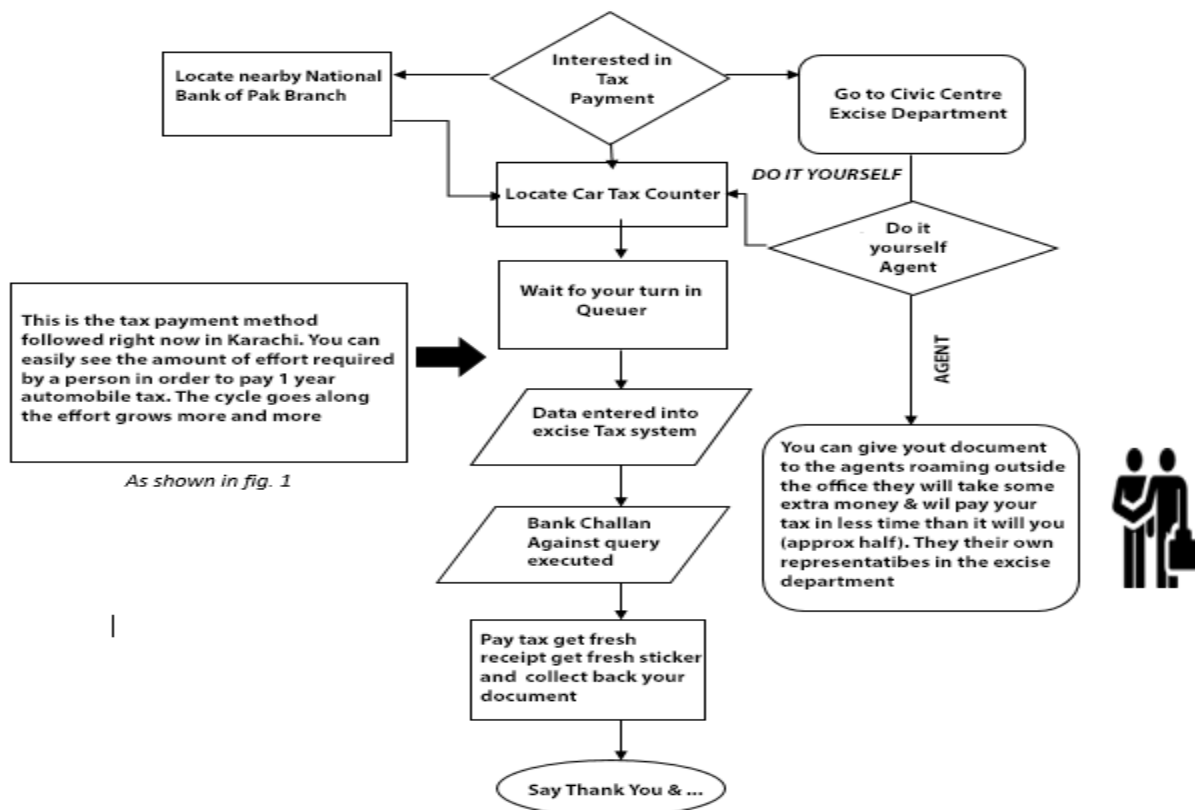 Interested in
Tax
Payment
Locate nearby National
Bank of Pak Branch
Go to Civic Centre
Excise Department
DO IT YOURSELF
Locate Car Tax Counter
Do it
yourself
Agent
Wait fo your turn in
Queuer
This is the tax payment method
followed right now in Karachi. You can
easily see the amount of effort required
by a person in order to pay 1 year
automobile tax. The cycle goes along
the effort grows more and more
As shown in fig. 1
AGENT
Data entered into
excise Tax system
You can give yout document
to the agents roaming outside
the office they will take some
extra money & wil pay your
tax in less time than it will you
(approx half). They their own
representatibes in the excise
department
Bank Challan
Against query
executed
Pay tax get fresh
receipt get fresh sticker
and collect back your
document
Say Thank You & ...